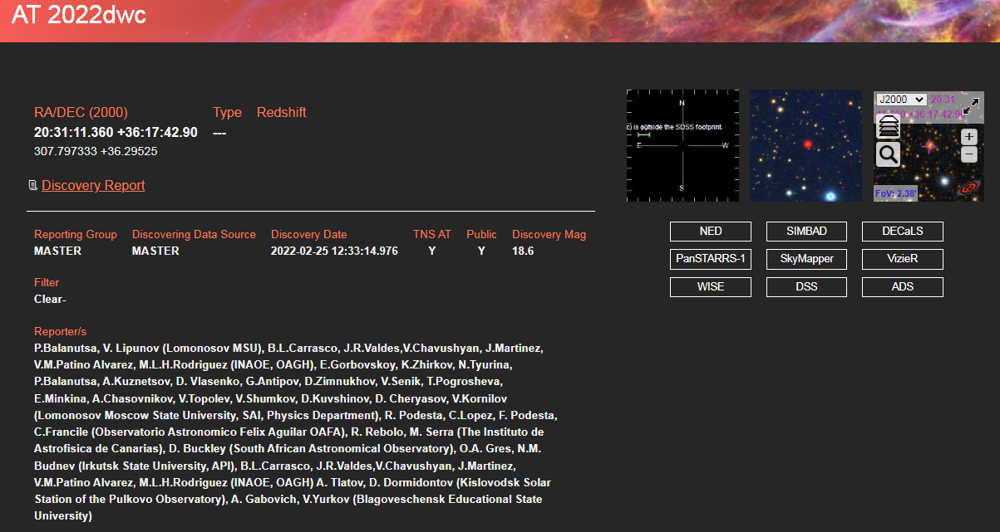 AT 2022dwc
RA/DEC (2000) Type Redshift
20:31:11.360 +36:17:42.90 ---
307.797333 +36.29525
Discovery Report
Reporting Group Discovering Data Source Discovery Date TNS AT Public Discovery Mag
MASTER MASTER 2022-02-25 12:33:14.976 Y Y 18.6
Filter
Clear-
Reporter/s
P.Balanutsa, V. Lipunov (Lomonosov MSU), B.L.Carrasco, J.R.Valdes,V.Chavushyan, J.Martinez,
V.M.Patino Alvarez, M.L.H.Rodriguez (INAOE, OAGH), E.Gorbovskoy, K.Zhirkov, N.Tyurina,
P.Balanutsa, A.Kuznetsov, D. Vlasenko, G.Antipov, D.Zimnukhov, V.Senik, T.Pogrosheva,
E.Minkina, A.Chasovnikov, V.Topolev, V.Shumkov, D.Kuvshinov, D. Cheryasov, V.Kornilov
(Lomonosov Moscow State University, SAI, Physics Department), R. Podesta, C.Lopez, F. Podesta,
C.Francile (Observatorio Astronomico Felix Aguilar OAFA), R. Rebolo, M. Serra (The Instituto de
Astrofisica de Canarias), D. Buckley (South African Astronomical Observatory), O.A. Gres, N.M.
Budnev (Irkutsk State University, API), B.L.Carrasco, J.R.Valdes,V.Chavushyan, J.Martinez,
V.M.Patino Alvarez, M.L.H.Rodriguez (INAOE, OAGH) A. Tlatov, D. Dormidontov (Kislovodsk Solar
Station of the Pulkovo Observatory), A. Gabovich, V.Yurkov (Blagoveschensk Educational State
University)
N
c) is outside the SDSS footprint.
E W
S
J2000 20 31
11.360 +36 17 42.90
+
−
FoV: 2.38'
NED SIMBAD DECaLS
PanSTARRS-1 SkyMapper VizieR
WISE DSS ADS